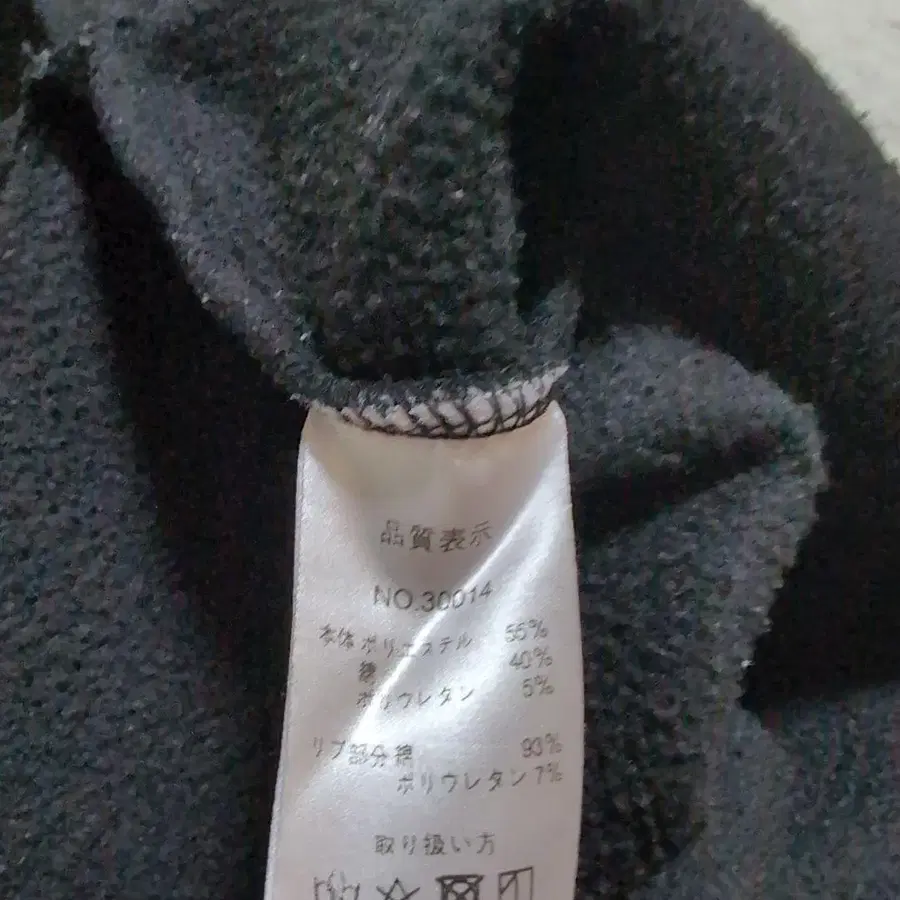 品質表示
NO.30014
本体 ポリエステル 55%
綿 40%
ポリウレタン 5%
リブ部分 綿 93%
ポリウレタン 7%
取り扱い方